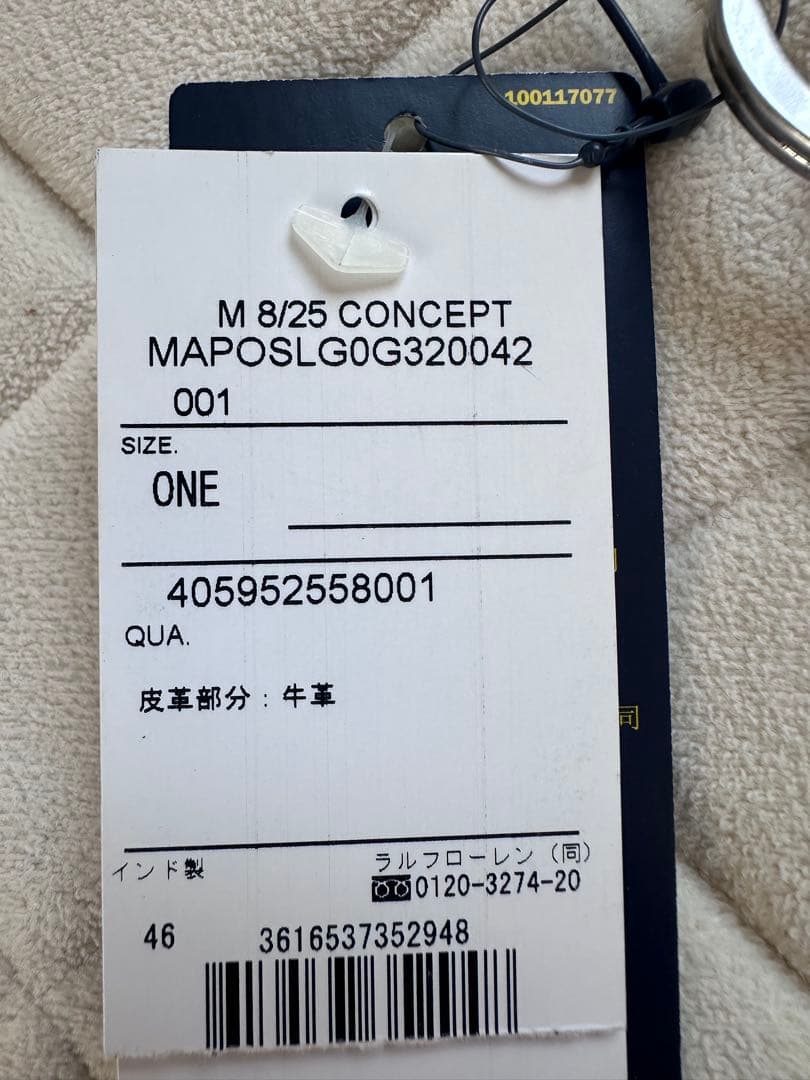 100117077
M 8/25 CONCEPT
MAPOSLG0G320042
001
SIZE.
ONE
405952558001
QUA.
皮革部分：牛革
同
インド製
ラルフローレン（同）
0120-3274-20
46
3616537352948